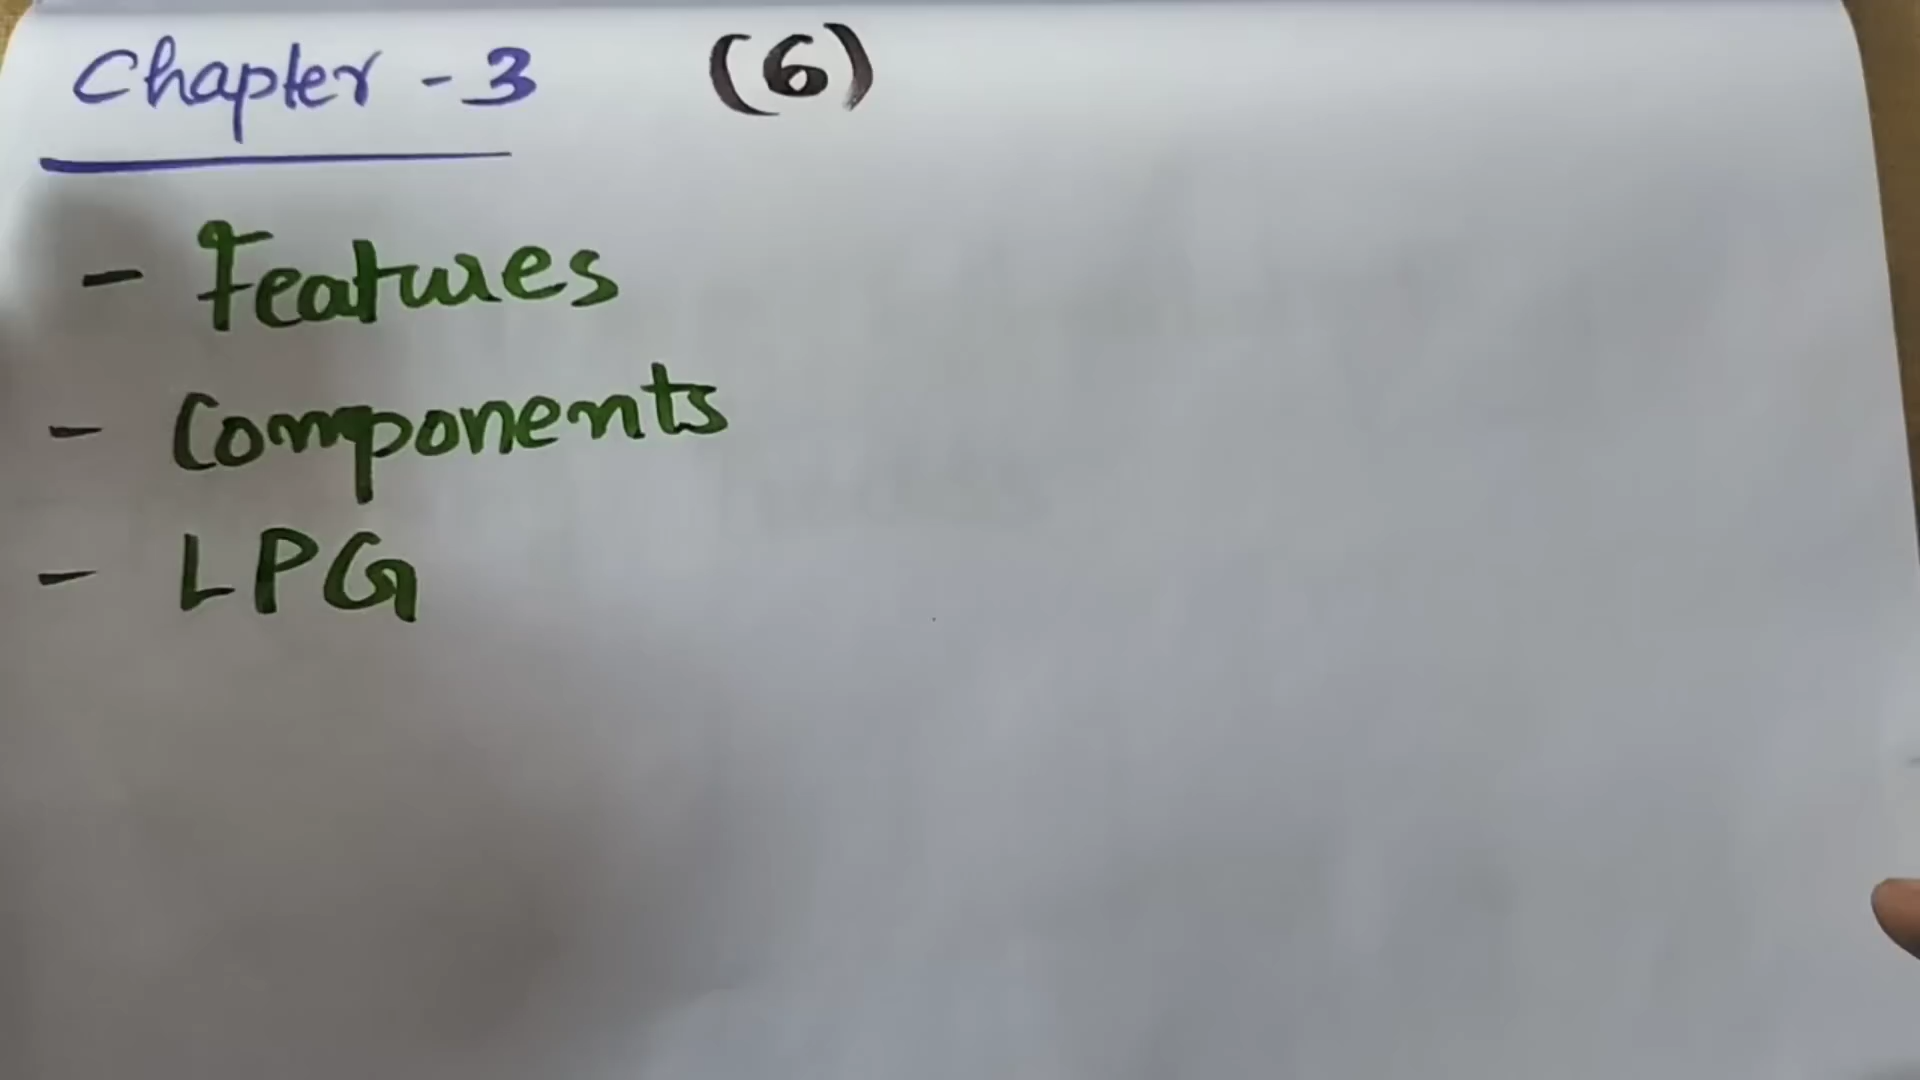 Chapter - 3 (6)
- Features
- Components
- LPG